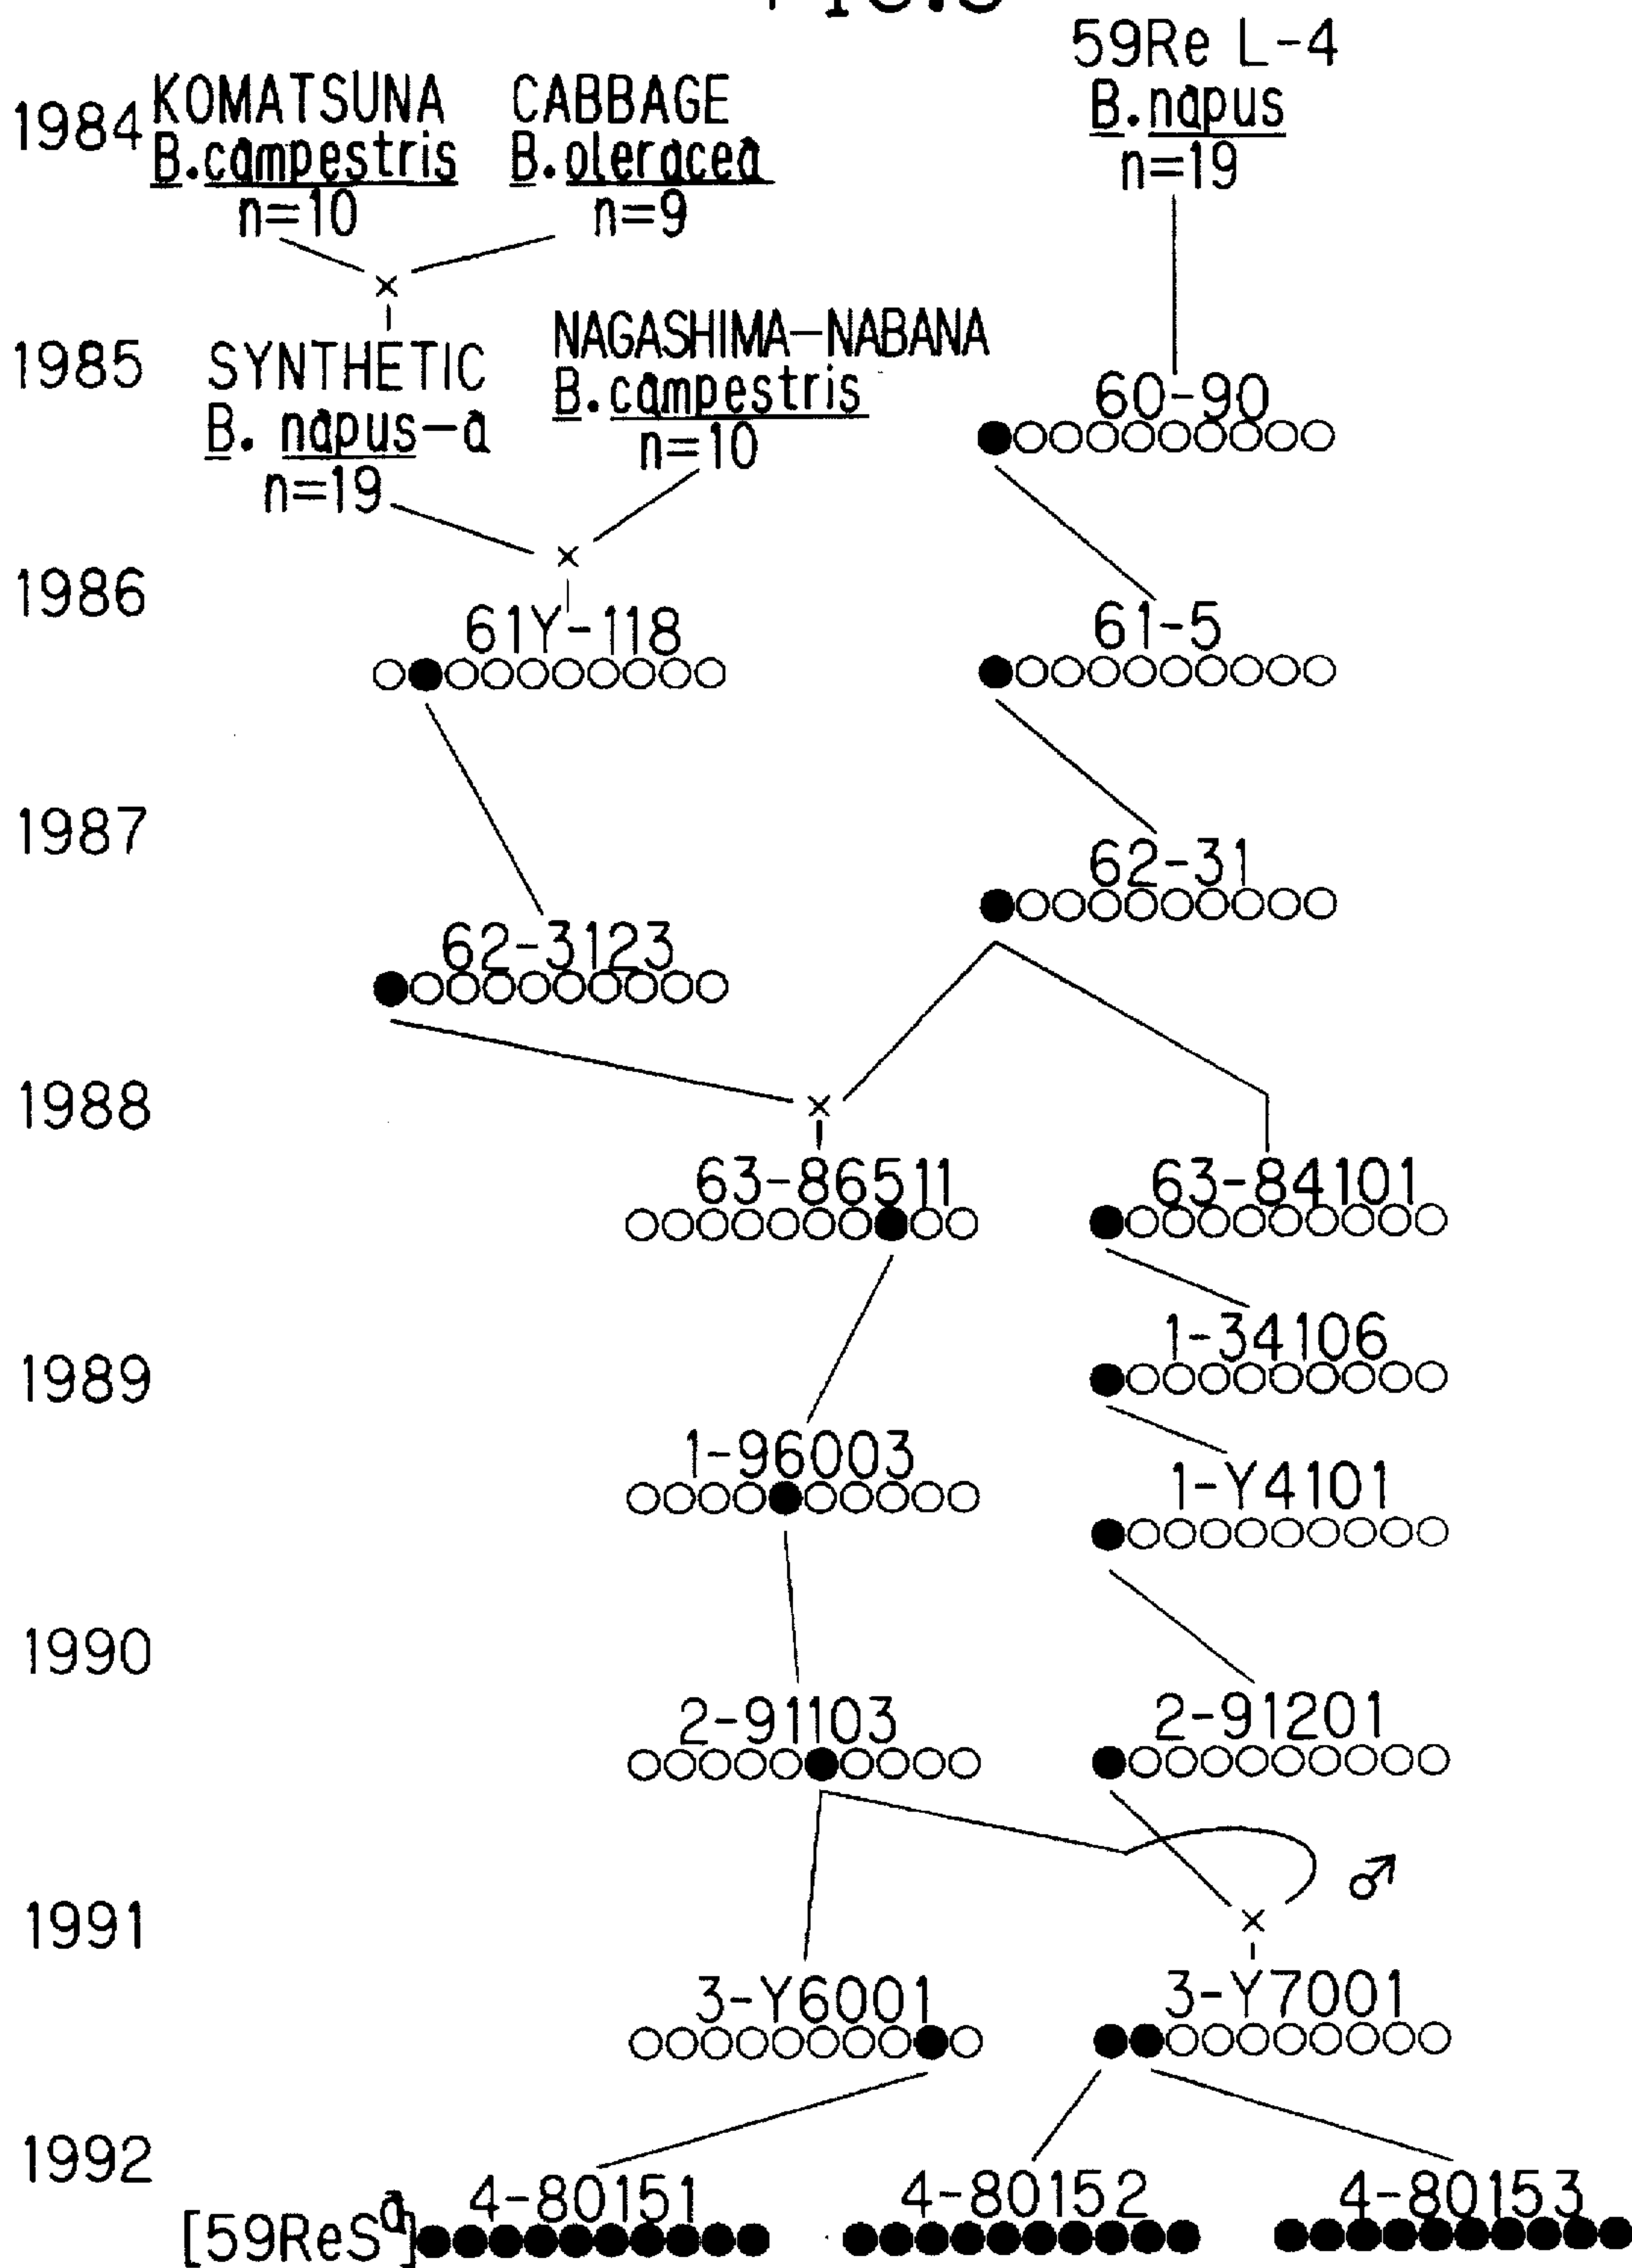 FIG.3
59Re L-4
B.napus
n=19
1984
KOMATSUNA
B.campestris
n=10
CABBAGE
B.oleracea
n=9
1985
SYNTHETIC
B. napus-a
n=19
NAGASHIMA-NABANA
B.campestris
n=10
60-90
1986
61Y-118
61-5
1987
62-31
62-3123
1988
63-86511
63-84101
1-34106
1989
1-96003
1-Y4101
1990
2-91103
2-91201
♂
1991
3-Y6001
3-Y7001
1992
[59ReSa]
4-80151
4-80152
4-80153